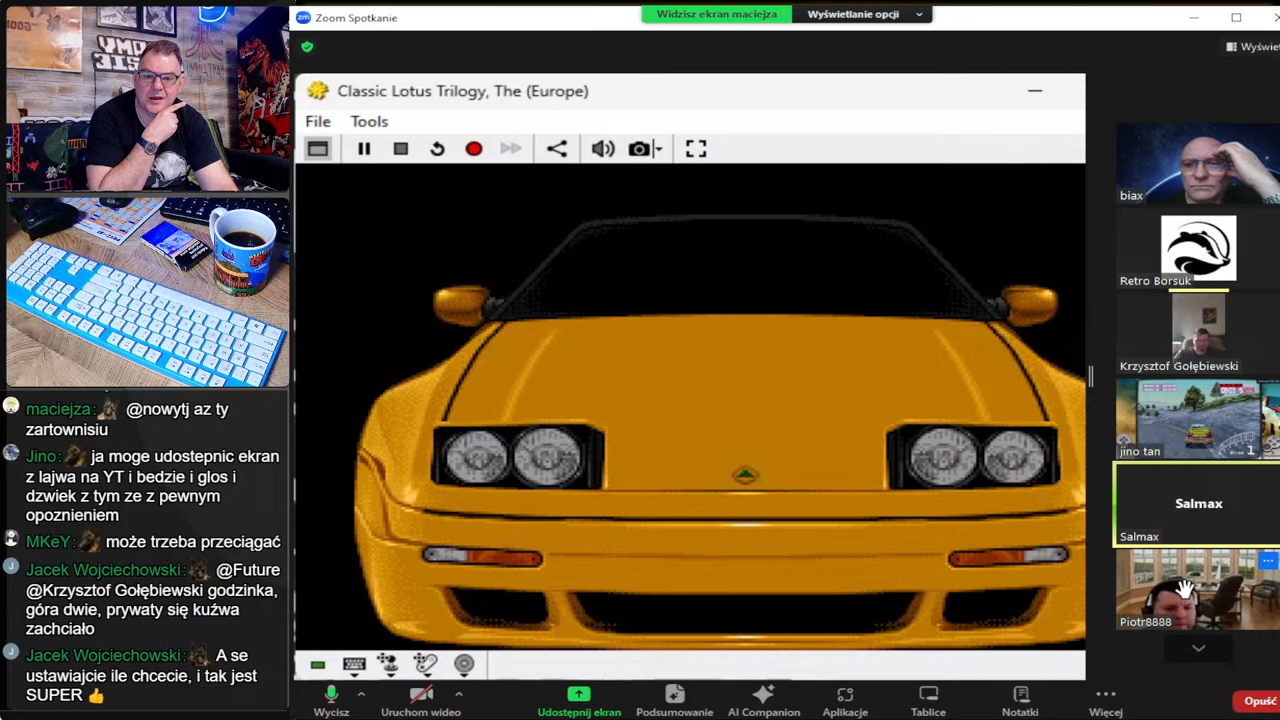 Zoom Spotkanie
Widzisz ekran maciejza
Wyświetlanie opcji
Wyświet
Classic Lotus Trilogy, The (Europe)
File Tools
biax
Retro Borsuk
Krzysztof Gołębiewski
jino tan
Salmax
Salmax
Piotr8888
maciejza: @nowytj az ty
zartownisiu
Jino: ja moge udostepnic ekran
z lajwa na YT i bedzie i glos i
dzwiek z tym ze z pewnym
opoznieniem
MKeY: może trzeba przeciągać
Jacek Wojciechowski: @Future
@Krzysztof Gołębiewski godzinka,
góra dwie, prywaty się kuźwa
zachciało
Jacek Wojciechowski: A se
ustawiajcie ile chcecie, i tak jest
SUPER 👍
Wycisz
Uruchom wideo
Udostępnij ekran
Podsumowanie
AI Companion
Aplikacje
Tablice
Notatki
Więcej
Opuść